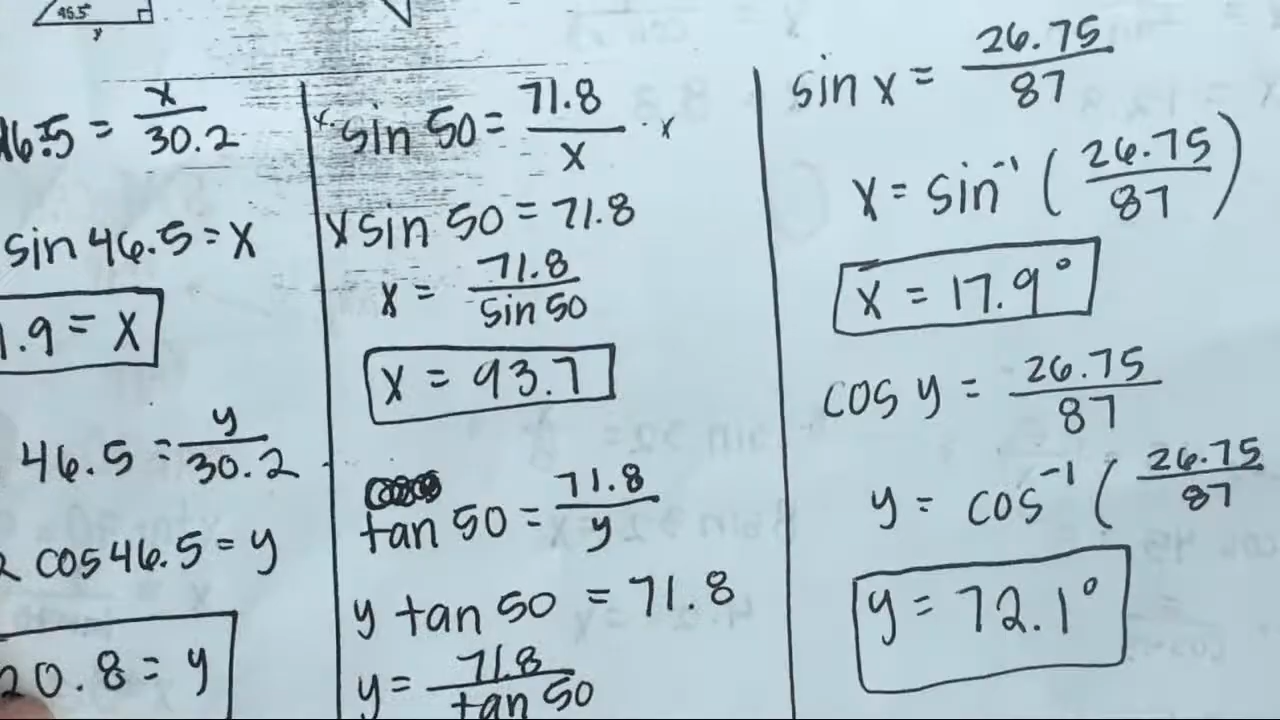 46.5°
y
46.5 = x/30.2
sin 46.5 = x
1.9 = x
46.5 = y/30.2
2 cos 46.5 = y
20.8 = y
x · sin 50 = 71.8/x · x
x sin 50 = 71.8
x = 71.8/sin 50
x = 93.7
tan 50 = 71.8/y
y tan 50 = 71.8
y = 71.8/tan 50
sin x = 26.75/87
x = sin⁻¹ (26.75/87)
x = 17.9°
cos y = 26.75/87
y = cos⁻¹ (26.75/87
y = 72.1°